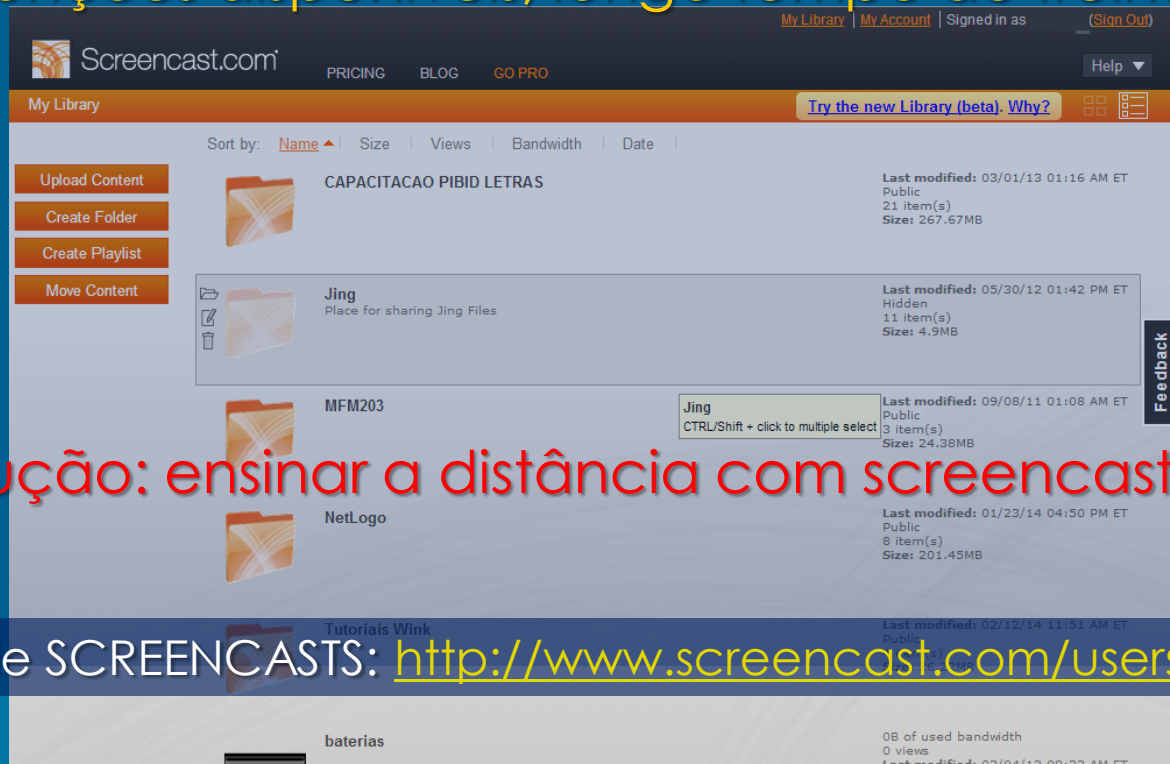 disponíveis, longo tempo de
My Library | My Account | Signed in as (Sign Out)
Screencast.com
PRICING BLOG GO PRO
Help
My Library
Try the new Library (beta). Why?
Sort by: Name Size Views Bandwidth Date
Upload Content
Create Folder
Create Playlist
Move Content
CAPACITACAO PIBID LETRAS
Last modified: 03/01/13 01:16 AM ET
Public
21 item(s)
Size: 267.67MB
Jing
Place for sharing Jing Files
Last modified: 05/30/12 01:42 PM ET
Hidden
11 item(s)
Size: 4.9MB
Feedback
MFM203
Jing
CTRL/Shift + click to multiple select
Last modified: 09/08/11 01:08 AM ET
Public
3 item(s)
Size: 24.38MB
ução: ensinar a distância com screencast
NetLogo
Last modified: 01/23/14 04:50 PM ET
Public
8 item(s)
Size: 201.45MB
Tutoriais Wink
Last modified: 02/12/14 11:51 AM ET
Public
e SCREENCASTS: http://www.screencast.com/users
baterias
0B of used bandwidth
0 views